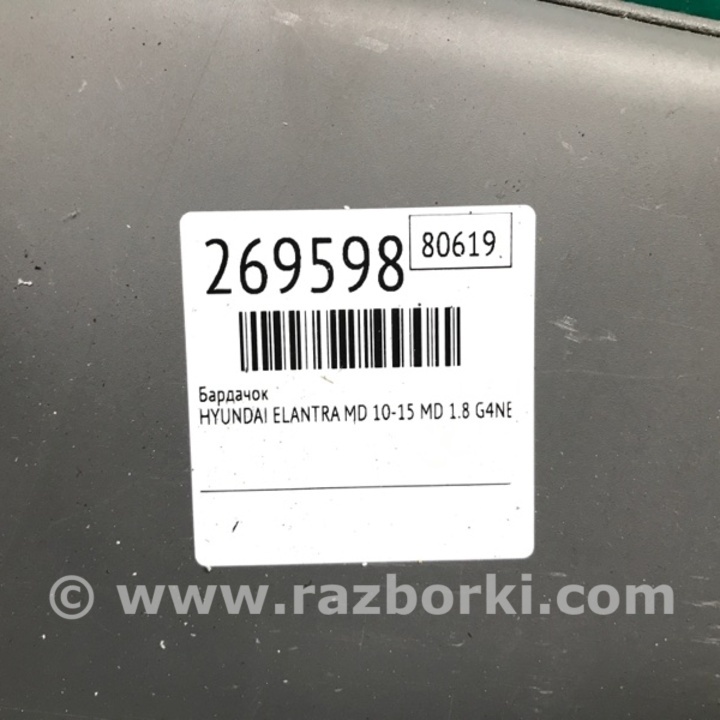 269598
80619
Бардачок
HYUNDAI ELANTRA MD 10-15 MD 1.8 G4NE
© www.razborki.com